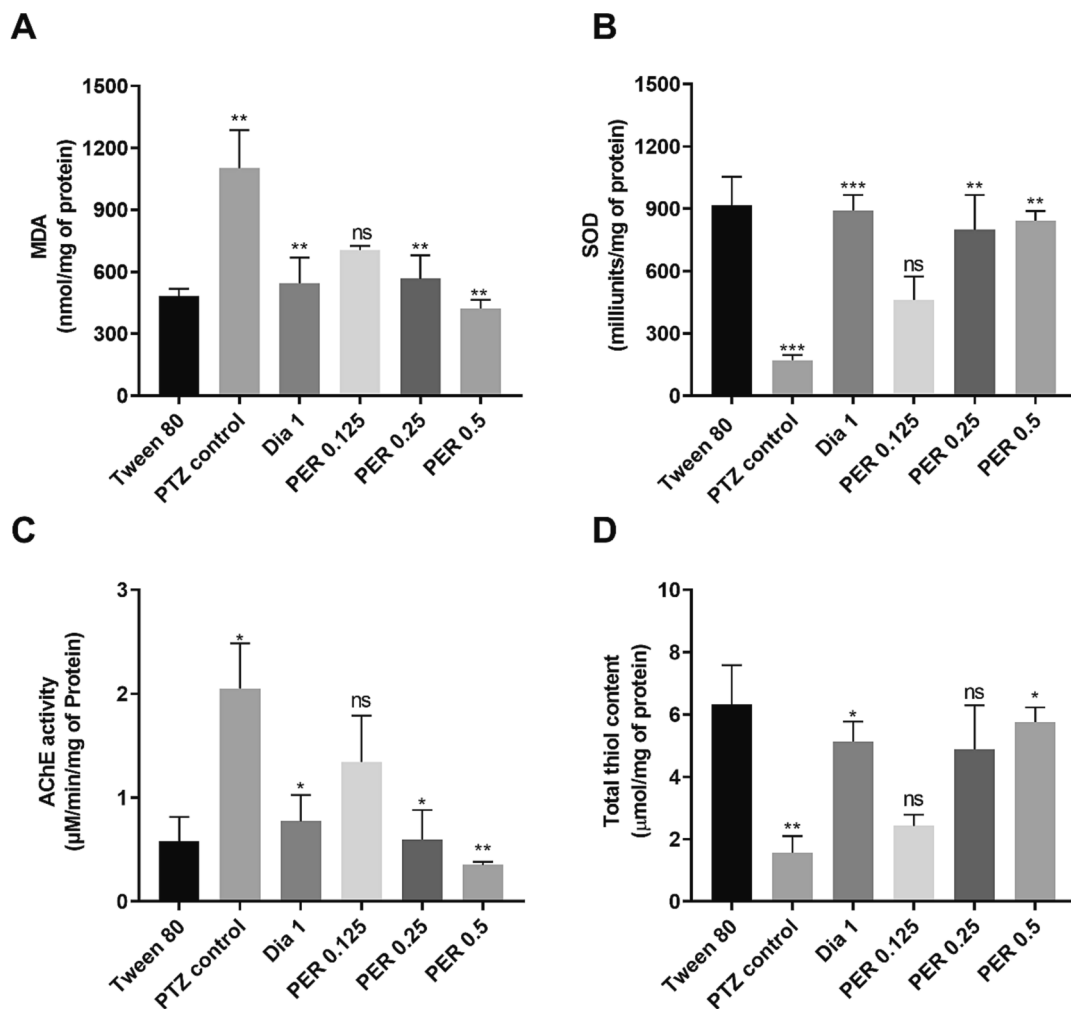 A
MDA
(nmol/mg of protein)
1500
1200
900
600
300
0
**
**
ns
**
**
Tween 80
PTZ control
Dia 1
PER 0.125
PER 0.25
PER 0.5
B
SOD
(milliunits/mg of protein)
1500
1200
900
600
300
0
***
***
ns
**
**
Tween 80
PTZ control
Dia 1
PER 0.125
PER 0.25
PER 0.5
C
AChE activity
(µM/min/mg of Protein)
3
2
1
0
*
*
ns
*
**
Tween 80
PTZ control
Dia 1
PER 0.125
PER 0.25
PER 0.5
D
Total thiol content
(µmol/mg of protein)
10
8
6
4
2
0
**
*
ns
ns
*
Tween 80
PTZ control
Dia 1
PER 0.125
PER 0.25
PER 0.5